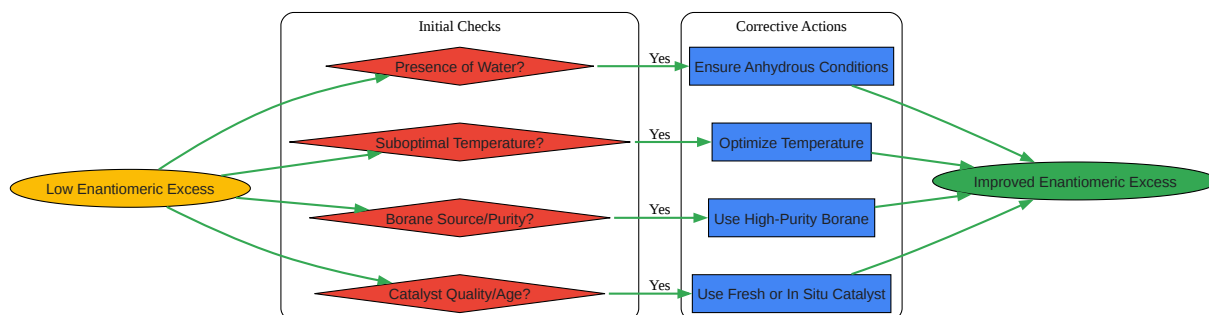 Initial Checks
Corrective Actions
Presence of Water?
Yes
Ensure Anhydrous Conditions
Suboptimal Temperature?
Yes
Optimize Temperature
Low Enantiomeric Excess
Improved Enantiomeric Excess
Borane Source/Purity?
Yes
Use High-Purity Borane
Catalyst Quality/Age?
Yes
Use Fresh or In Situ Catalyst